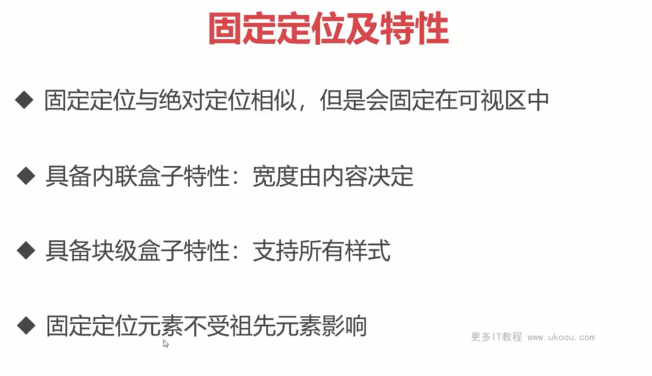 固定定位及特性
◆ 固定定位与绝对定位相似，但是会固定在可视区中
◆ 具备内联盒子特性：宽度由内容决定
◆ 具备块级盒子特性：支持所有样式
◆ 固定定位元素不受祖先元素影响
更多IT教程 www.ukoou.com